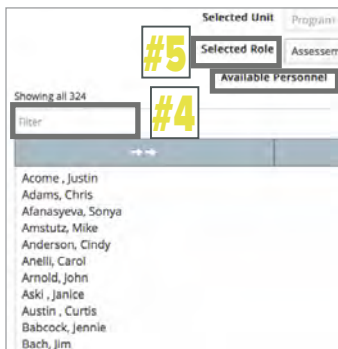 Selected Unit Program
#5 Selected Role Assessem
Available Personnel
Showing all 324
#4
Filter
Acome , Justin
Adams, Chris
Afanasyeva, Sonya
Amstutz, Mike
Anderson, Cindy
Anelli, Carol
Arnold, John
Aski , Janice
Austin , Curtis
Babcock, Jennie
Bach, Jim